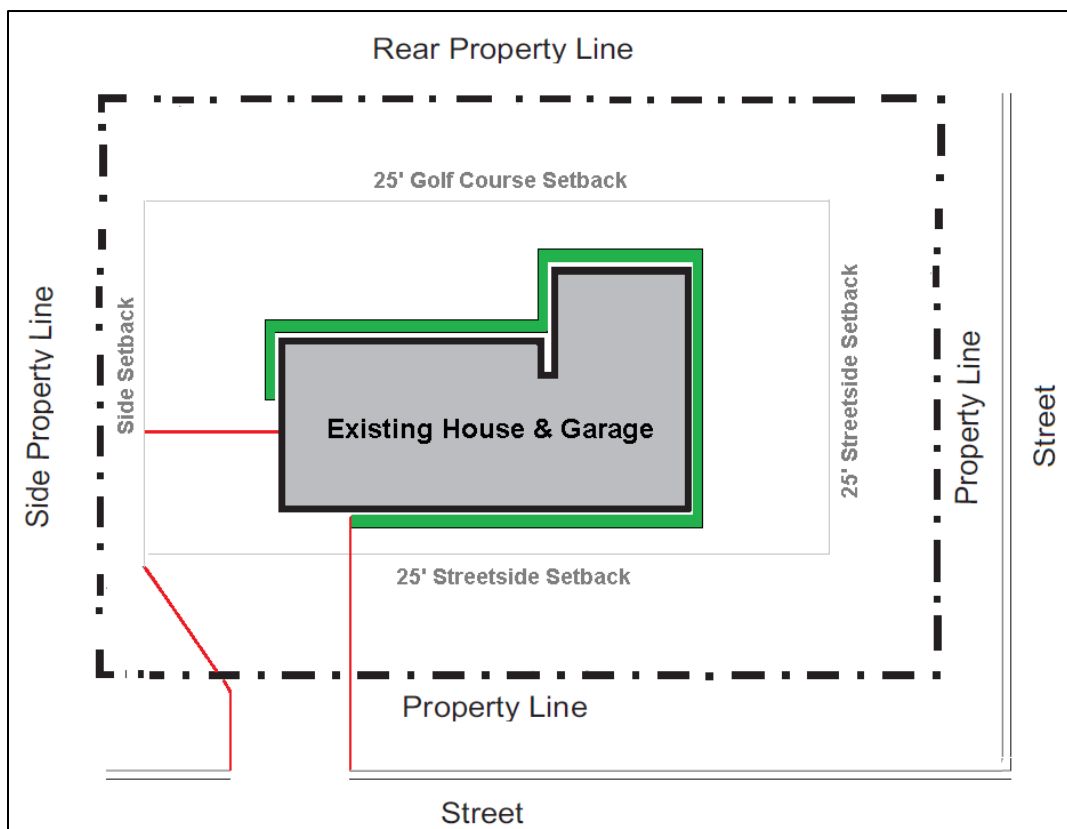 Rear Property Line
25' Golf Course Setback
Side Property Line
Side Setback
Existing House & Garage
25' Streetside Setback
Property Line
Street
25' Streetside Setback
Property Line
Street